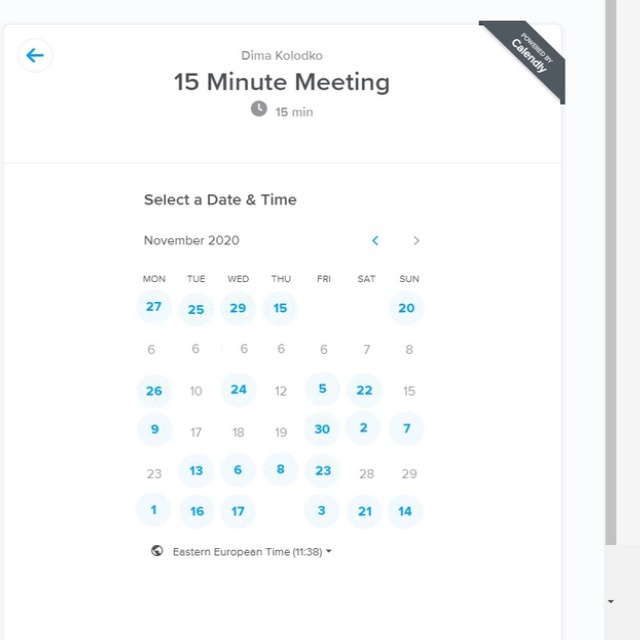 POWERED BY
Calendly
Dima Kolodko
15 Minute Meeting
15 min
Select a Date & Time
November 2020
MON TUE WED THU FRI SAT SUN
27 25 29 15 20
6 6 6 6 6 7 8
26 10 24 12 5 22 15
9 17 18 19 30 2 7
23 13 6 8 23 28 29
1 16 17 3 21 14
Eastern European Time (11:38)